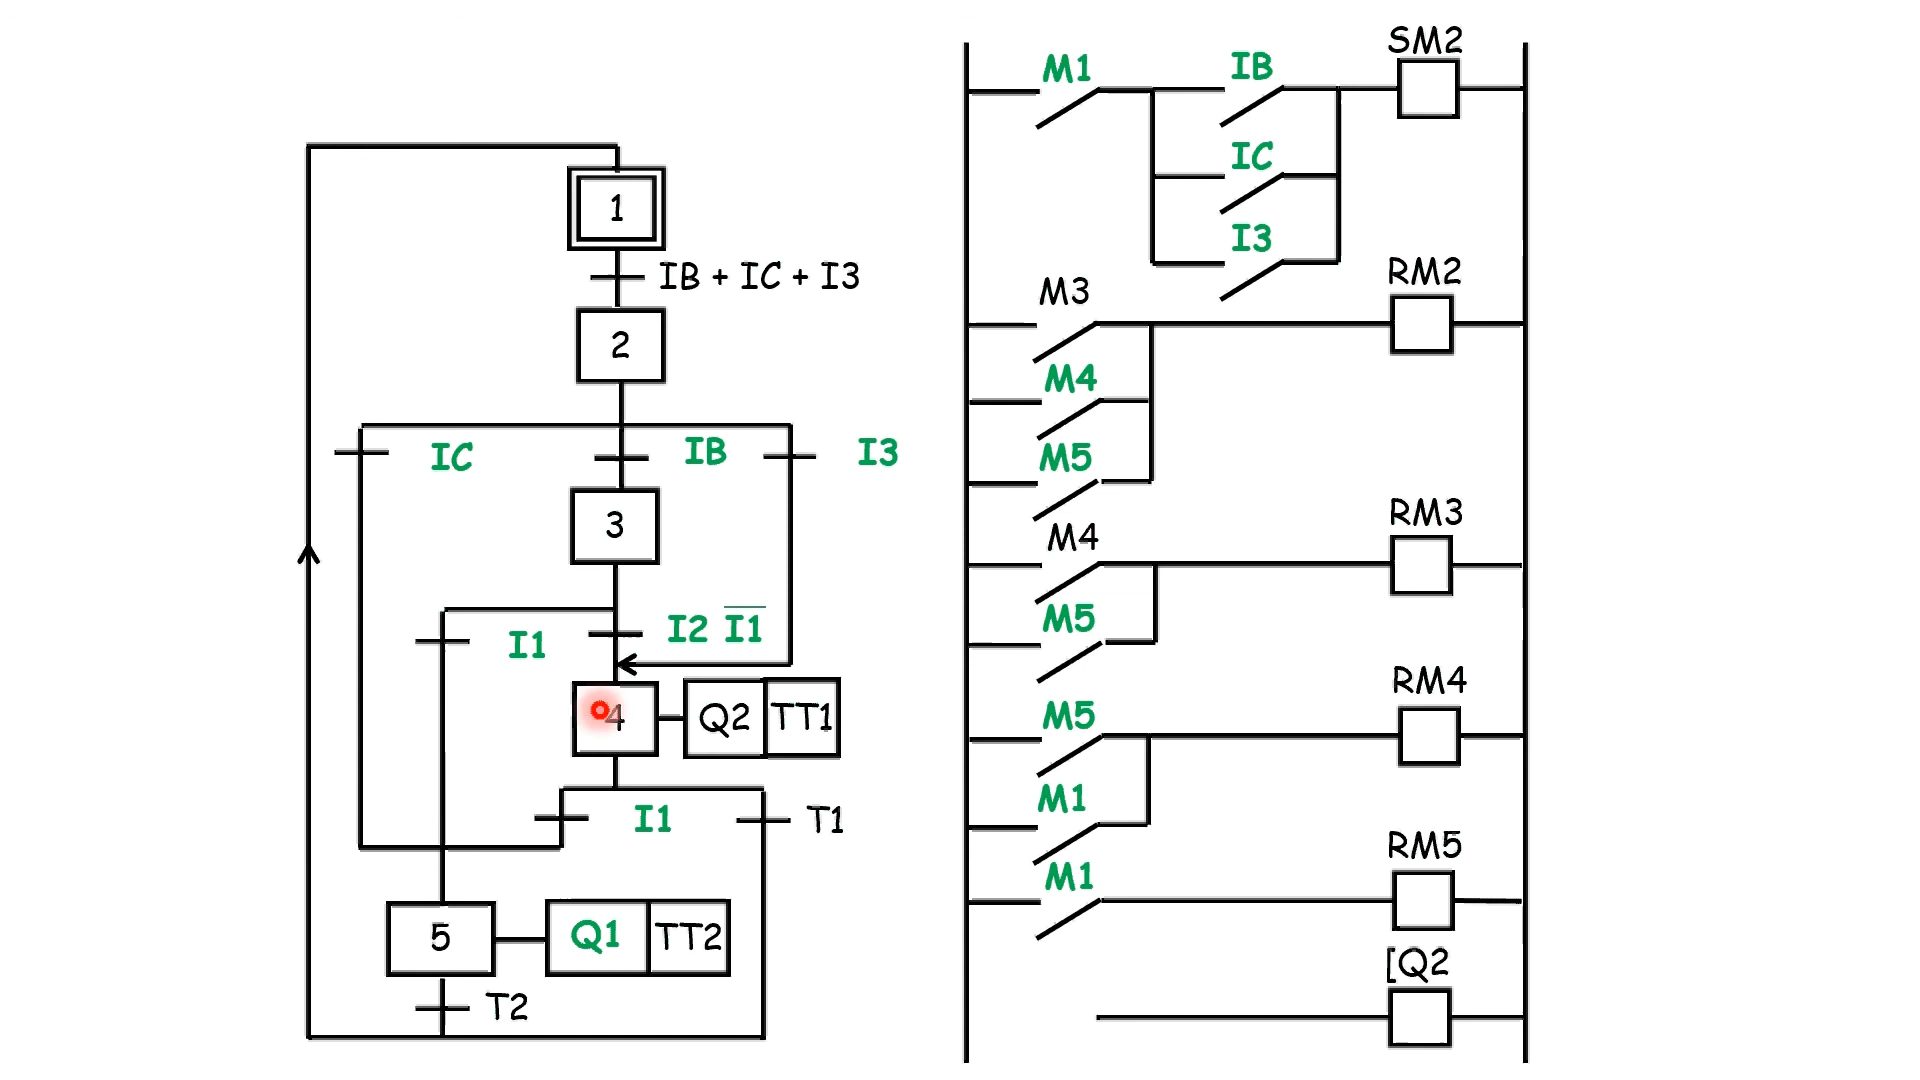 1
IB + IC + I3
2
IC
IB
I3
3
I1
I2 I̅1̅
4
Q2
TT1
I1
T1
5
Q1
TT2
T2
M1
IB
SM2
IC
I3
M3
RM2
M4
M5
M4
RM3
M5
M5
RM4
M1
M1
RM5
[Q2